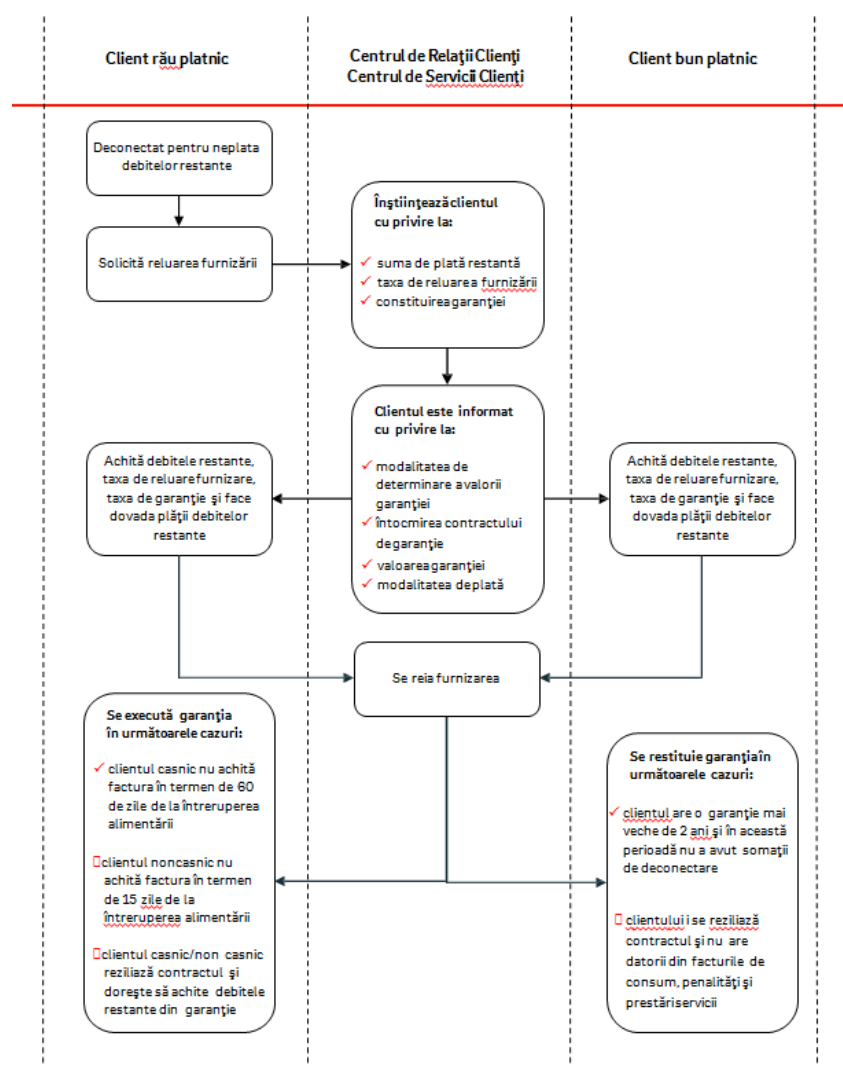 Client rău platnic
Centrul de Relaţii Clienţi
Centrul de Servicii Clienţi
Client bun platnic
Deconectat pentru neplata
debitelor restante
Solicită reluarea furnizării
Înştiinţează clientul
cu privire la:
✓ suma de plată restantă
✓ taxa de reluarea furnizării
✓ constituirea garanţiei
Clientul este informat
cu privire la:
✓ modalitatea de
determinare a valorii
garanţiei
✓ întocmirea contractului
de garanţie
✓ valoarea garanţiei
✓ modalitatea de plată
Achită debitele restante,
taxa de reluare furnizare,
taxa de garanţie şi face
dovada plăţii debitelor
restante
Achită debitele restante,
taxa de reluare furnizare,
taxa de garanţie şi face
dovada plăţii debitelor
restante
Se reia furnizarea
Se execută garanţia
în următoarele cazuri:
✓ clientul casnic nu achită
factura în termen de 60
de zile de la întreruperea
alimentării
clientul noncasnic nu
achită factura în termen
de 15 zile de la
întreruperea alimentării
clientul casnic/non casnic
reziliază contractul şi
doreşte să achite debitele
restante din garanţie
Se restituie garanţia în
următoarele cazuri:
✓ clientul are o garanţie mai
veche de 2 ani şi în această
perioadă nu a avut somaţii
de deconectare
clientului i se reziliază
contractul şi nu are
datorii din facturile de
consum, penalităţi şi
prestări servicii